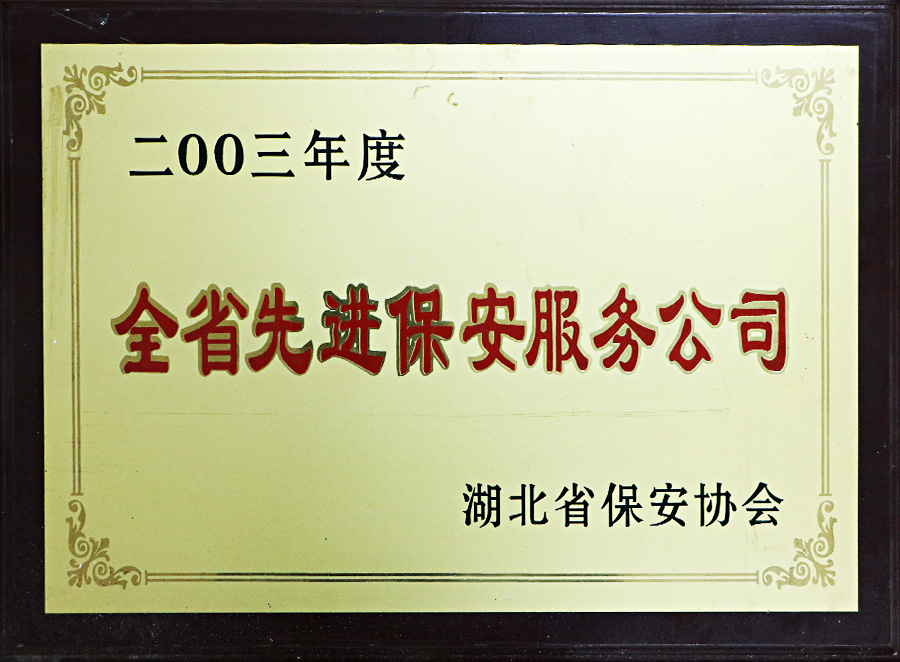 二00三年度
全省先进保安服务公司
湖北省保安协会